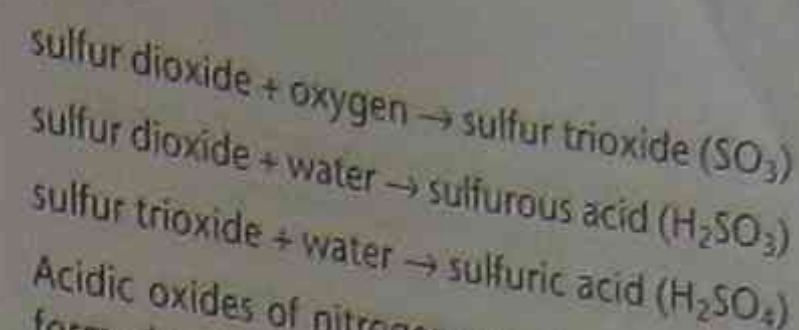 sulfur dioxide + oxygen → sulfur trioxide (SO₃)
sulfur dioxide + water → sulfurous acid (H₂SO₃)
sulfur trioxide + water → sulfuric acid (H₂SO₄)
Acidic oxides of